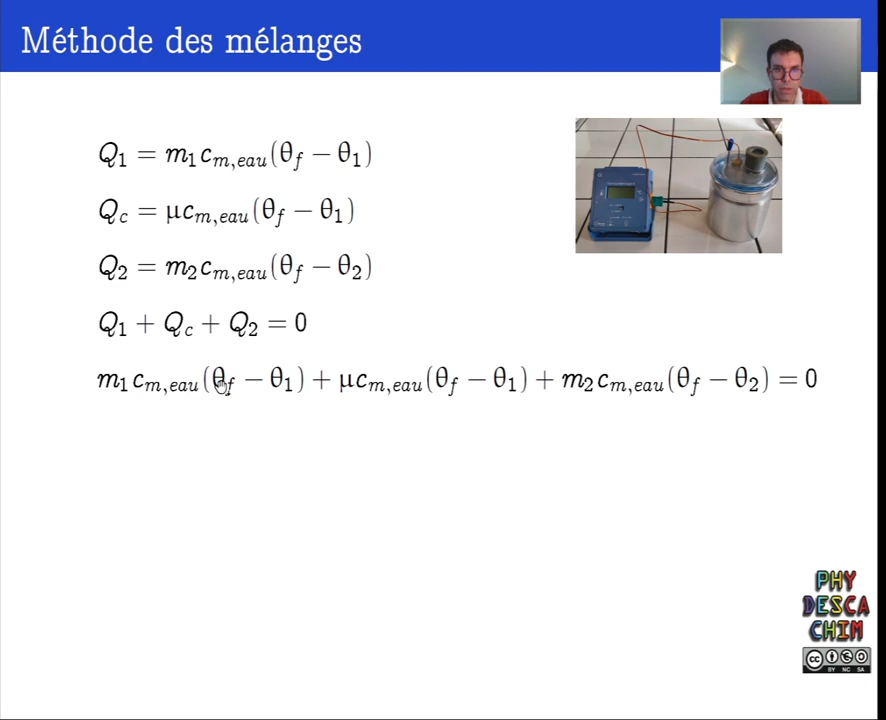 Méthode des mélanges
Q₁ = m₁c_{m,eau}(θ_f − θ₁)
Q_c = μc_{m,eau}(θ_f − θ₁)
Q₂ = m₂c_{m,eau}(θ_f − θ₂)
Q₁ + Q_c + Q₂ = 0
m₁c_{m,eau}(θ_f − θ₁) + μc_{m,eau}(θ_f − θ₁) + m₂c_{m,eau}(θ_f − θ₂) = 0
PHY
DESCA
CHIM
cc
BY NC SA